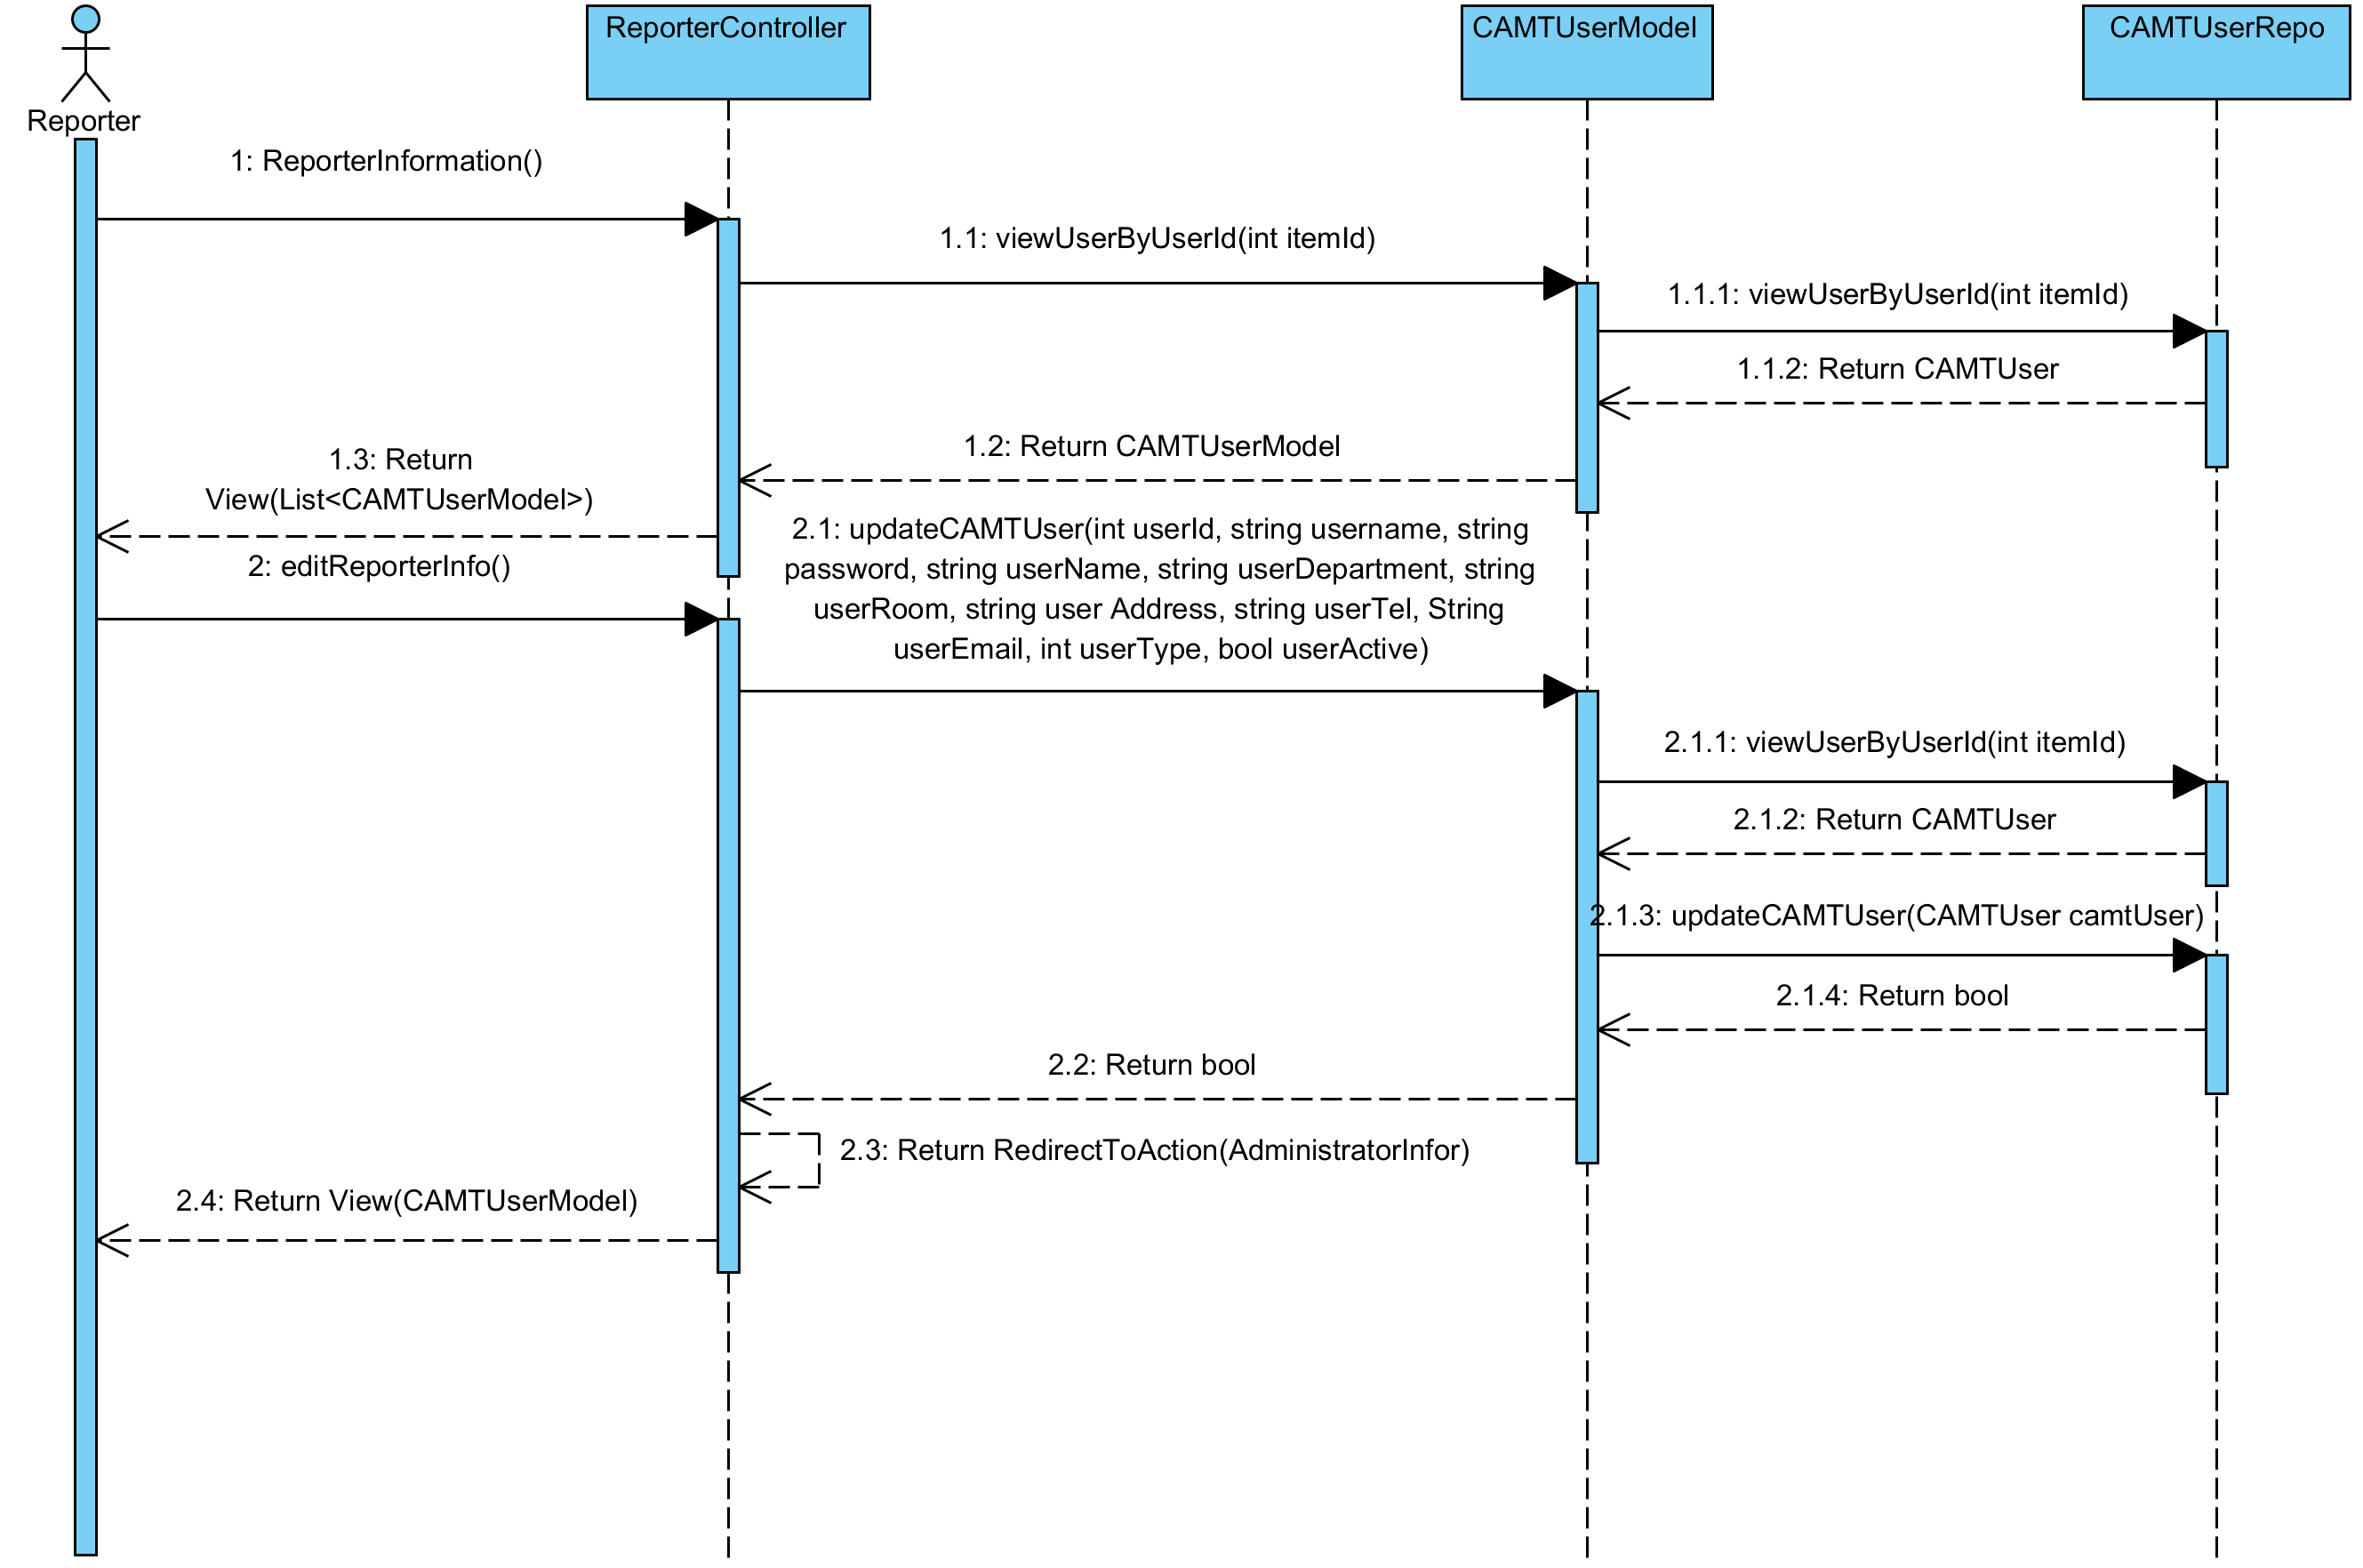 Reporter
ReporterController
CAMTUserModel
CAMTUserRepo
1: ReporterInformation()
1.1: viewUserByUserId(int itemId)
1.1.1: viewUserByUserId(int itemId)
1.1.2: Return CAMTUser
1.2: Return CAMTUserModel
1.3: Return
View(List<CAMTUserModel>)
2: editReporterInfo()
2.1: updateCAMTUser(int userId, string username, string
password, string userName, string userDepartment, string
userRoom, string user Address, string userTel, String
userEmail, int userType, bool userActive)
2.1.1: viewUserByUserId(int itemId)
2.1.2: Return CAMTUser
2.1.3: updateCAMTUser(CAMTUser camtUser)
2.1.4: Return bool
2.2: Return bool
2.3: Return RedirectToAction(AdministratorInfor)
2.4: Return View(CAMTUserModel)